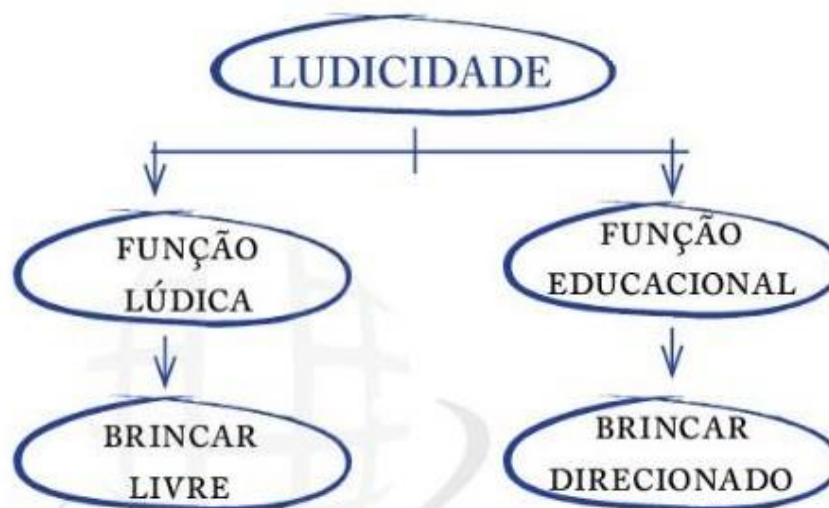 LUDICIDADE
FUNÇÃO
LÚDICA
FUNÇÃO
EDUCACIONAL
BRINCAR
LIVRE
BRINCAR
DIRECIONADO